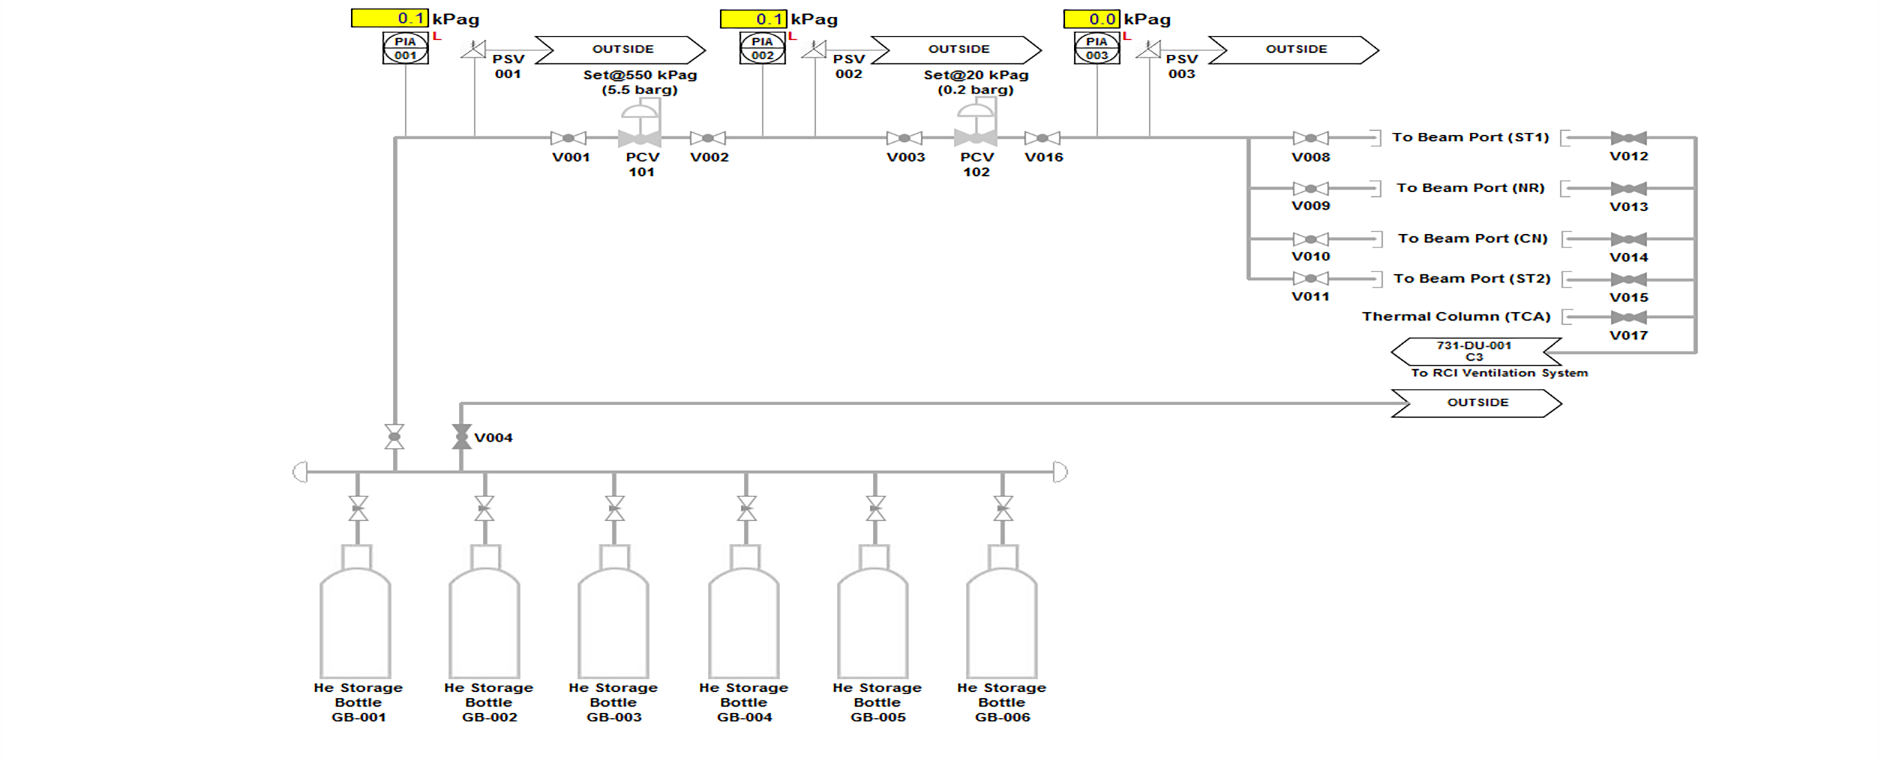 0.1 kPag
PIA
001
L
PSV
001
OUTSIDE
Set@550 kPag
(5.5 barg)
0.1 kPag
PIA
002
L
PSV
002
OUTSIDE
Set@20 kPag
(0.2 barg)
0.0 kPag
PIA
003
L
PSV
003
OUTSIDE
V001
PCV
101
V002
V003
PCV
102
V016
V008
To Beam Port (ST1)
V012
V009
To Beam Port (NR)
V013
V010
To Beam Port (CN)
V014
V011
To Beam Port (ST2)
V015
Thermal Column (TCA)
V017
731-DU-001
C3
To RCI Ventilation System
OUTSIDE
V004
He Storage
Bottle
GB-001
He Storage
Bottle
GB-002
He Storage
Bottle
GB-003
He Storage
Bottle
GB-004
He Storage
Bottle
GB-005
He Storage
Bottle
GB-006